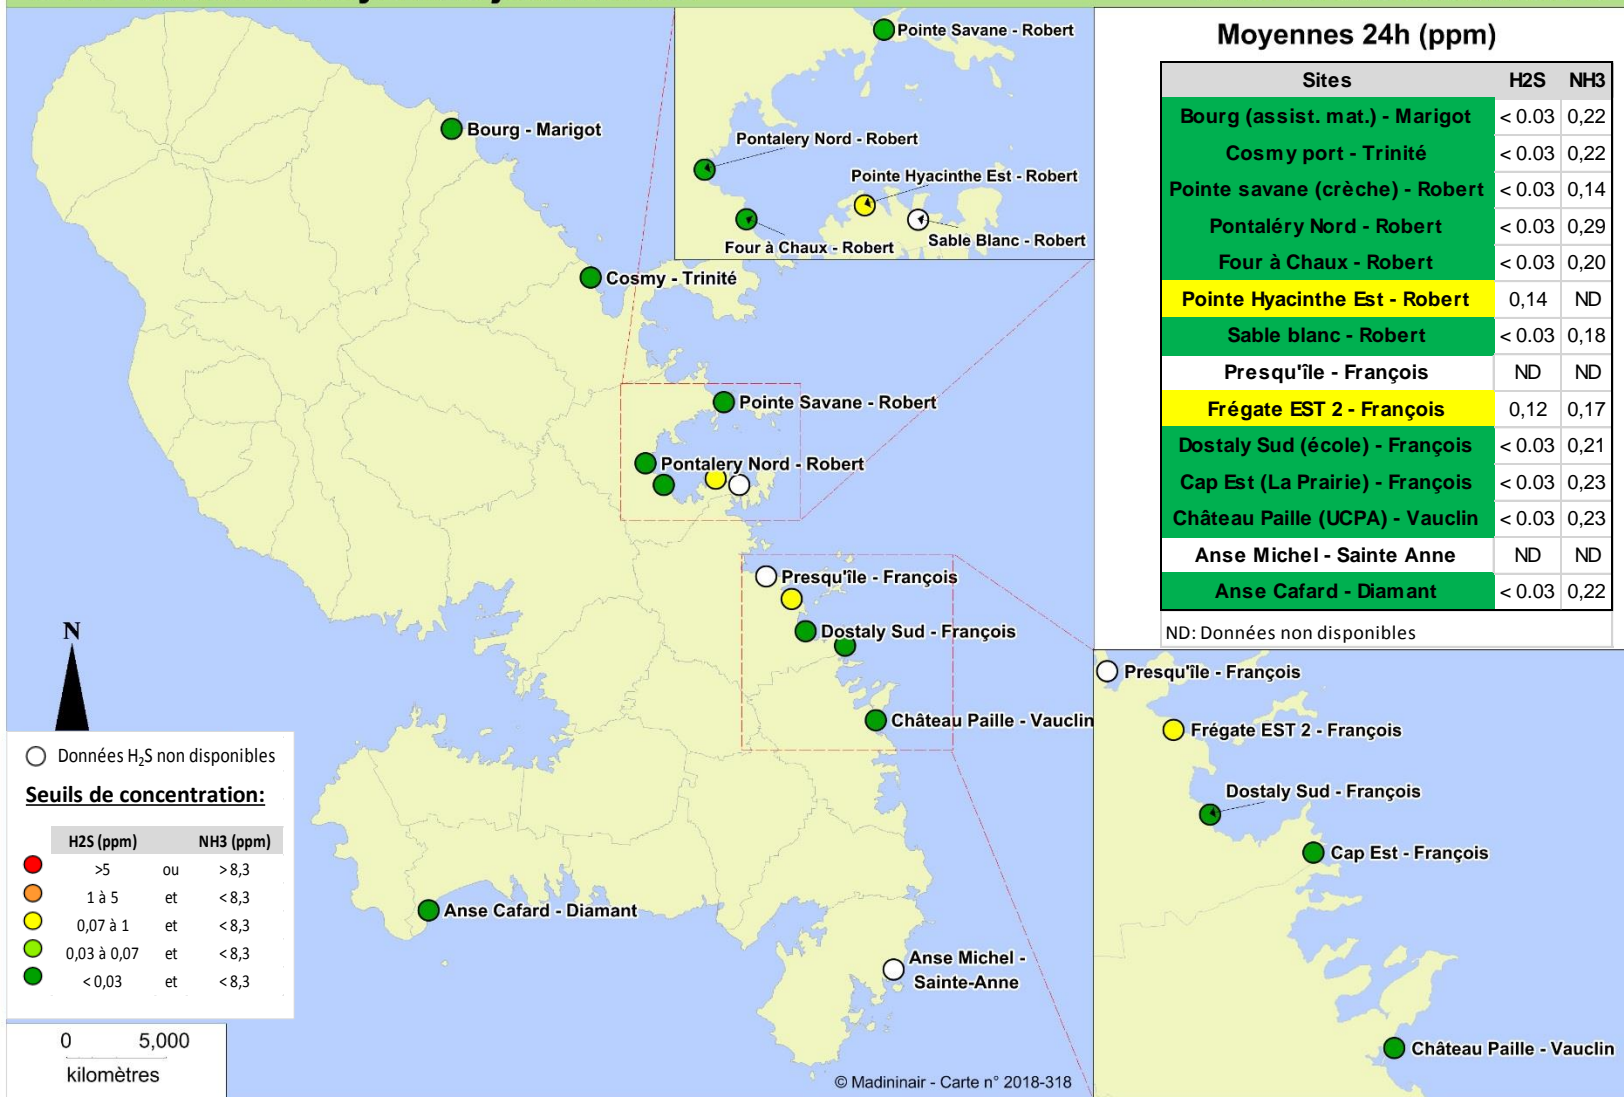 Pointe Savane - Robert
Pontalery Nord - Robert
Pointe Hyacinthe Est - Robert
Four à Chaux - Robert
Sable Blanc - Robert
Bourg - Marigot
Cosmy - Trinité
Pointe Savane - Robert
Pontalery Nord - Robert
Presqu'île - François
Dostaly Sud - François
Château Paille - Vauclin
Anse Cafard - Diamant
Anse Michel -
Sainte-Anne
Moyennes 24h (ppm)
Sites H2S NH3
Bourg (assist. mat.) - Marigot < 0.03 0,22
Cosmy port - Trinité < 0.03 0,22
Pointe savane (crèche) - Robert < 0.03 0,14
Pontaléry Nord - Robert < 0.03 0,29
Four à Chaux - Robert < 0.03 0,20
Pointe Hyacinthe Est - Robert 0,14 ND
Sable blanc - Robert < 0.03 0,18
Presqu'île - François ND ND
Frégate EST 2 - François 0,12 0,17
Dostaly Sud (école) - François < 0.03 0,21
Cap Est (La Prairie) - François < 0.03 0,23
Château Paille (UCPA) - Vauclin < 0.03 0,23
Anse Michel - Sainte Anne ND ND
Anse Cafard - Diamant < 0.03 0,22
ND: Données non disponibles
Presqu'île - François
Frégate EST 2 - François
Dostaly Sud - François
Cap Est - François
Château Paille - Vauclin
N
Données H₂S non disponibles
Seuils de concentration:
H2S (ppm) NH3 (ppm)
>5 ou > 8,3
1 à 5 et < 8,3
0,07 à 1 et < 8,3
0,03 à 0,07 et < 8,3
< 0,03 et < 8,3
0 5,000
kilomètres
© Madininair - Carte n° 2018-318